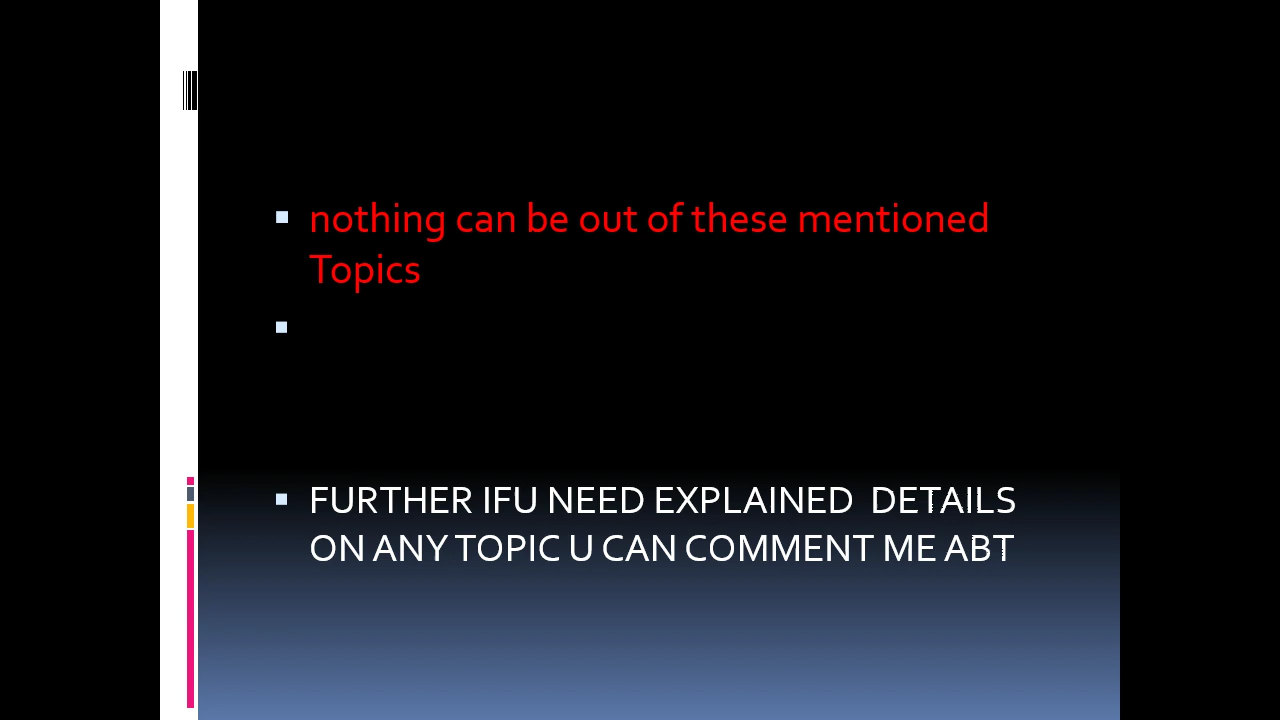 nothing can be out of these mentioned
Topics
FURTHER IFU NEED EXPLAINED DETAILS
ON ANY TOPIC U CAN COMMENT ME ABT